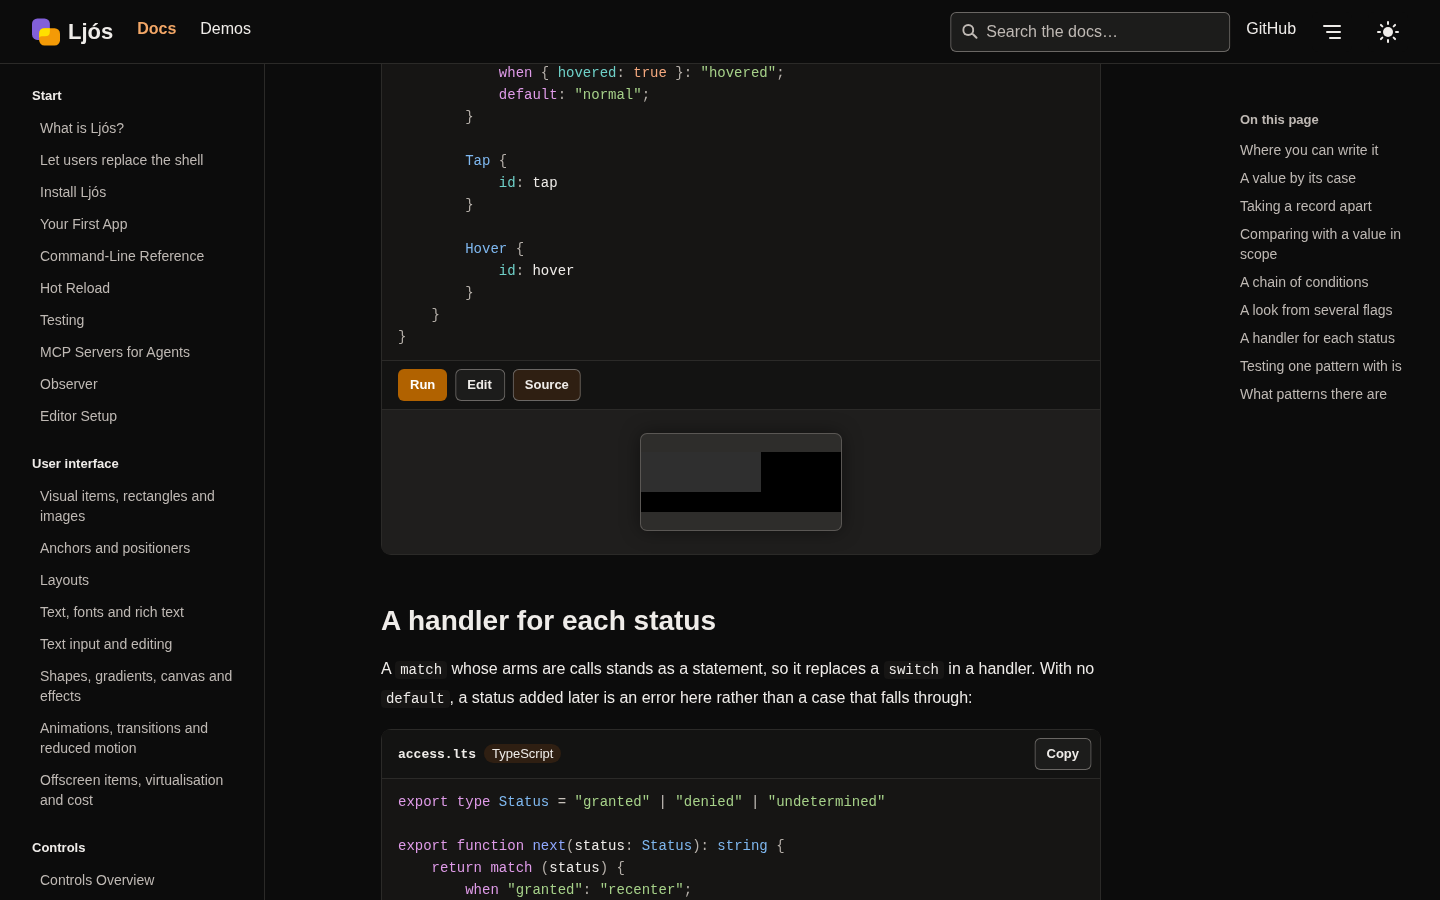 Ljós
Docs
Demos
Search the docs…
GitHub
Start
What is Ljós?
Let users replace the shell
Install Ljós
Your First App
Command-Line Reference
Hot Reload
Testing
MCP Servers for Agents
Observer
Editor Setup
User interface
Visual items, rectangles and
images
Anchors and positioners
Layouts
Text, fonts and rich text
Text input and editing
Shapes, gradients, canvas and
effects
Animations, transitions and
reduced motion
Offscreen items, virtualisation
and cost
Controls
Controls Overview
when { hovered: true }: "hovered";
default: "normal";
}
Tap {
id: tap
}
Hover {
id: hover
}
}
}
Run
Edit
Source
A handler for each status
A match whose arms are calls stands as a statement, so it replaces a switch in a handler. With no
default, a status added later is an error here rather than a case that falls through:
access.lts TypeScript
Copy
export type Status = "granted" | "denied" | "undetermined"
export function next(status: Status): string {
return match (status) {
when "granted": "recenter";
On this page
Where you can write it
A value by its case
Taking a record apart
Comparing with a value in
scope
A chain of conditions
A look from several flags
A handler for each status
Testing one pattern with is
What patterns there are